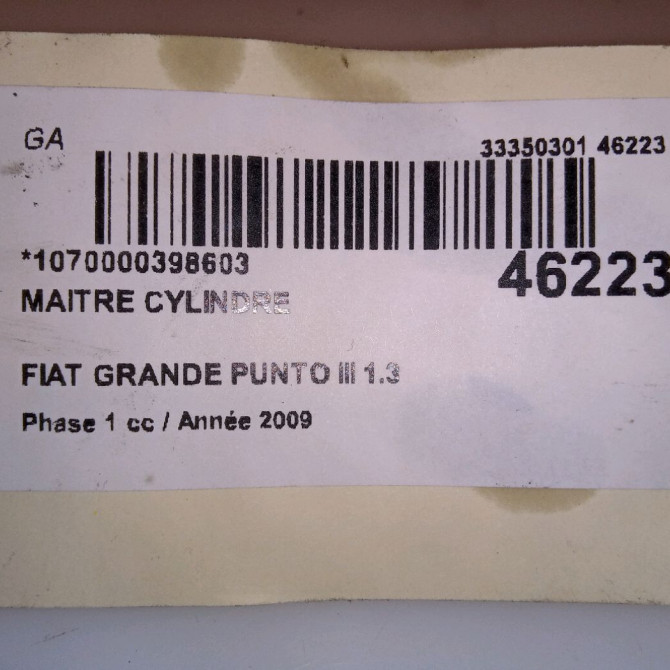 GA
33350301 46223
*1070000398603
46223
MAITRE CYLINDRE
FIAT GRANDE PUNTO III 1.3
Phase 1 cc / Année 2009